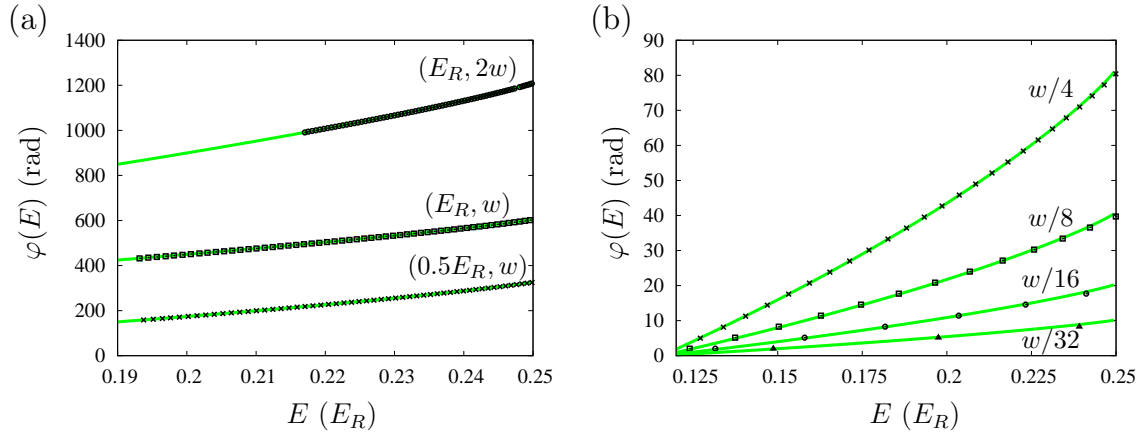 (a)
1400
1200
1000
800
600
400
200
0
0.19
0.2
0.21
0.22
0.23
0.24
0.25
φ(E) (rad)
E (E_R)
(E_R, 2w)
(E_R, w)
(0.5E_R, w)
(b)
90
80
70
60
50
40
30
20
10
0
0.125
0.15
0.175
0.2
0.225
0.25
φ(E) (rad)
E (E_R)
w/4
w/8
w/16
w/32